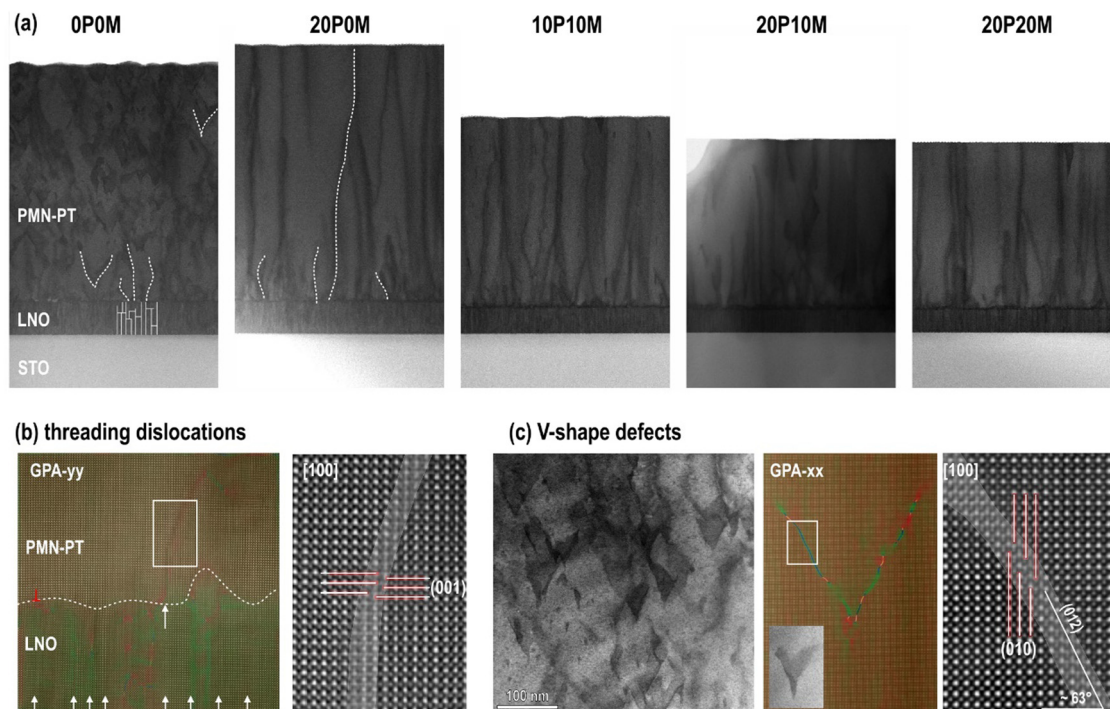 (a)
0P0M
20P0M
10P10M
20P10M
20P20M
PMN-PT
LNO
STO
(b) threading dislocations
(c) V-shape defects
GPA-yy
PMN-PT
LNO
[100]
(001)
100 nm
GPA-xx
[100]
(010)
(012)
~ 63°